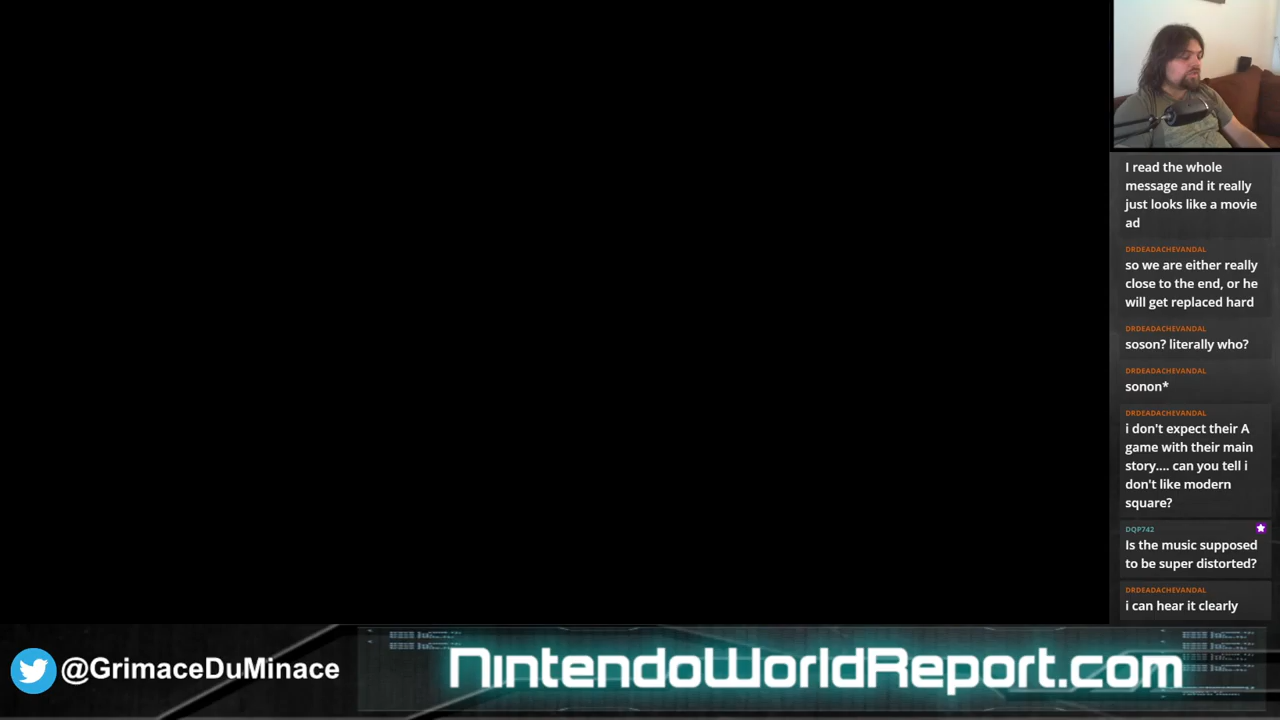 I read the whole
message and it really
just looks like a movie
ad
DRDEADACHEVANDAL
so we are either really
close to the end, or he
will get replaced hard
DRDEADACHEVANDAL
soson? literally who?
DRDEADACHEVANDAL
sonon*
DRDEADACHEVANDAL
i don't expect their A
game with their main
story.... can you tell i
don't like modern
square?
DQP742
Is the music supposed
to be super distorted?
DRDEADACHEVANDAL
i can hear it clearly
@GrimaceDuMinace
NintendoWorldReport.com